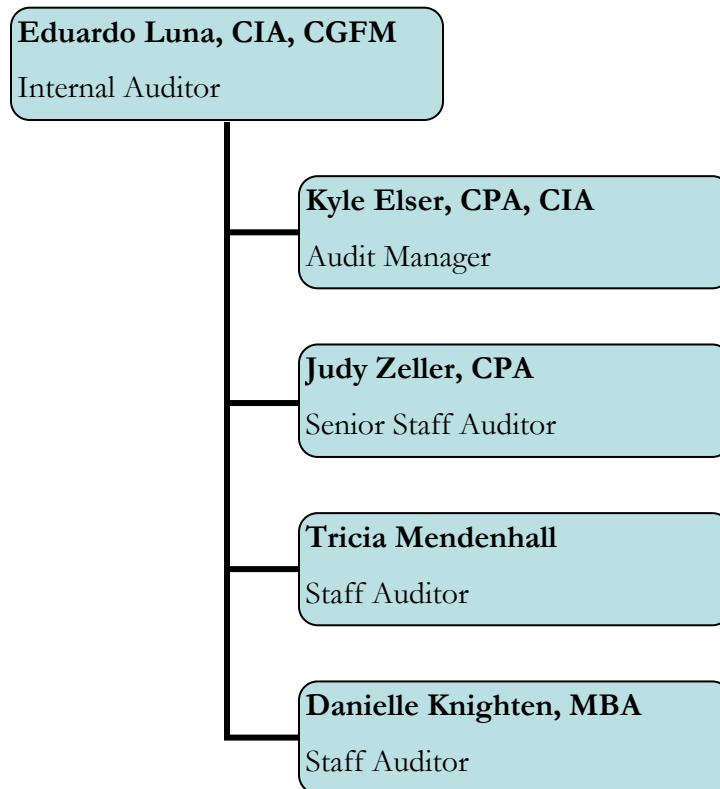 Eduardo Luna, CIA, CGFM
Internal Auditor
Kyle Elser, CPA, CIA
Audit Manager
Judy Zeller, CPA
Senior Staff Auditor
Tricia Mendenhall
Staff Auditor
Danielle Knighten, MBA
Staff Auditor